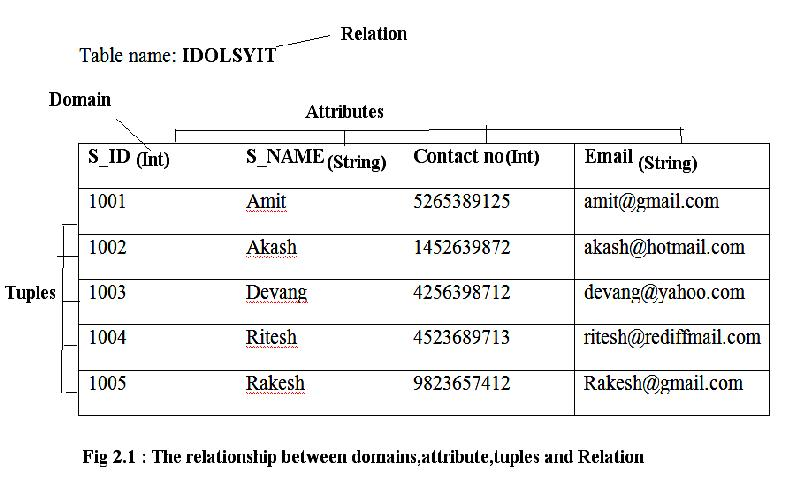 Relation
Table name: IDOLSYIT
Domain
Attributes
S_ID (Int) S_NAME (String) Contact no(Int) Email (String)
1001 Amit 5265389125 amit@gmail.com
1002 Akash 1452639872 akash@hotmail.com
Tuples
1003 Devang 4256398712 devang@yahoo.com
1004 Ritesh 4523689713 ritesh@rediffmail.com
1005 Rakesh 9823657412 Rakesh@gmail.com
Fig 2.1 : The relationship between domains,attribute,tuples and Relation